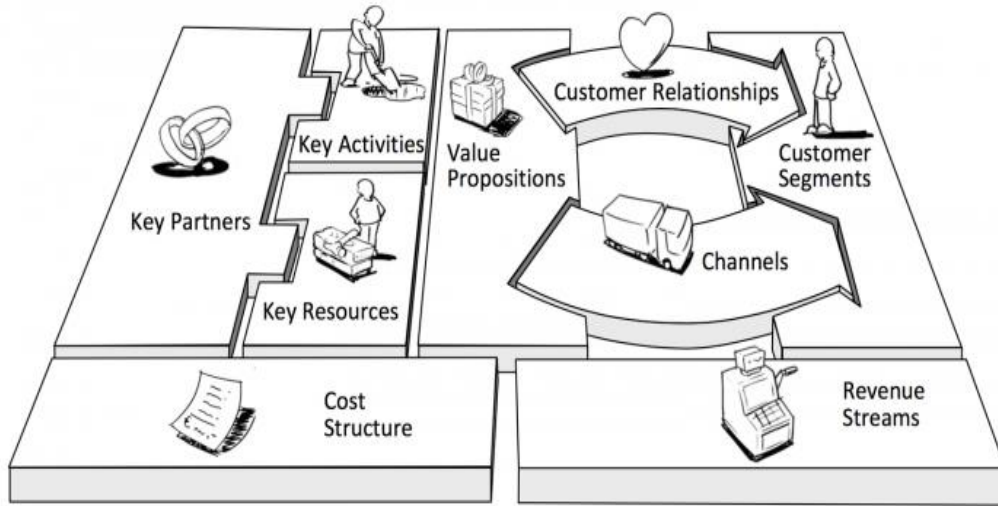 Key Partners
Key Activities
Key Resources
Value
Propositions
Customer Relationships
Channels
Customer
Segments
Cost
Structure
Revenue
Streams